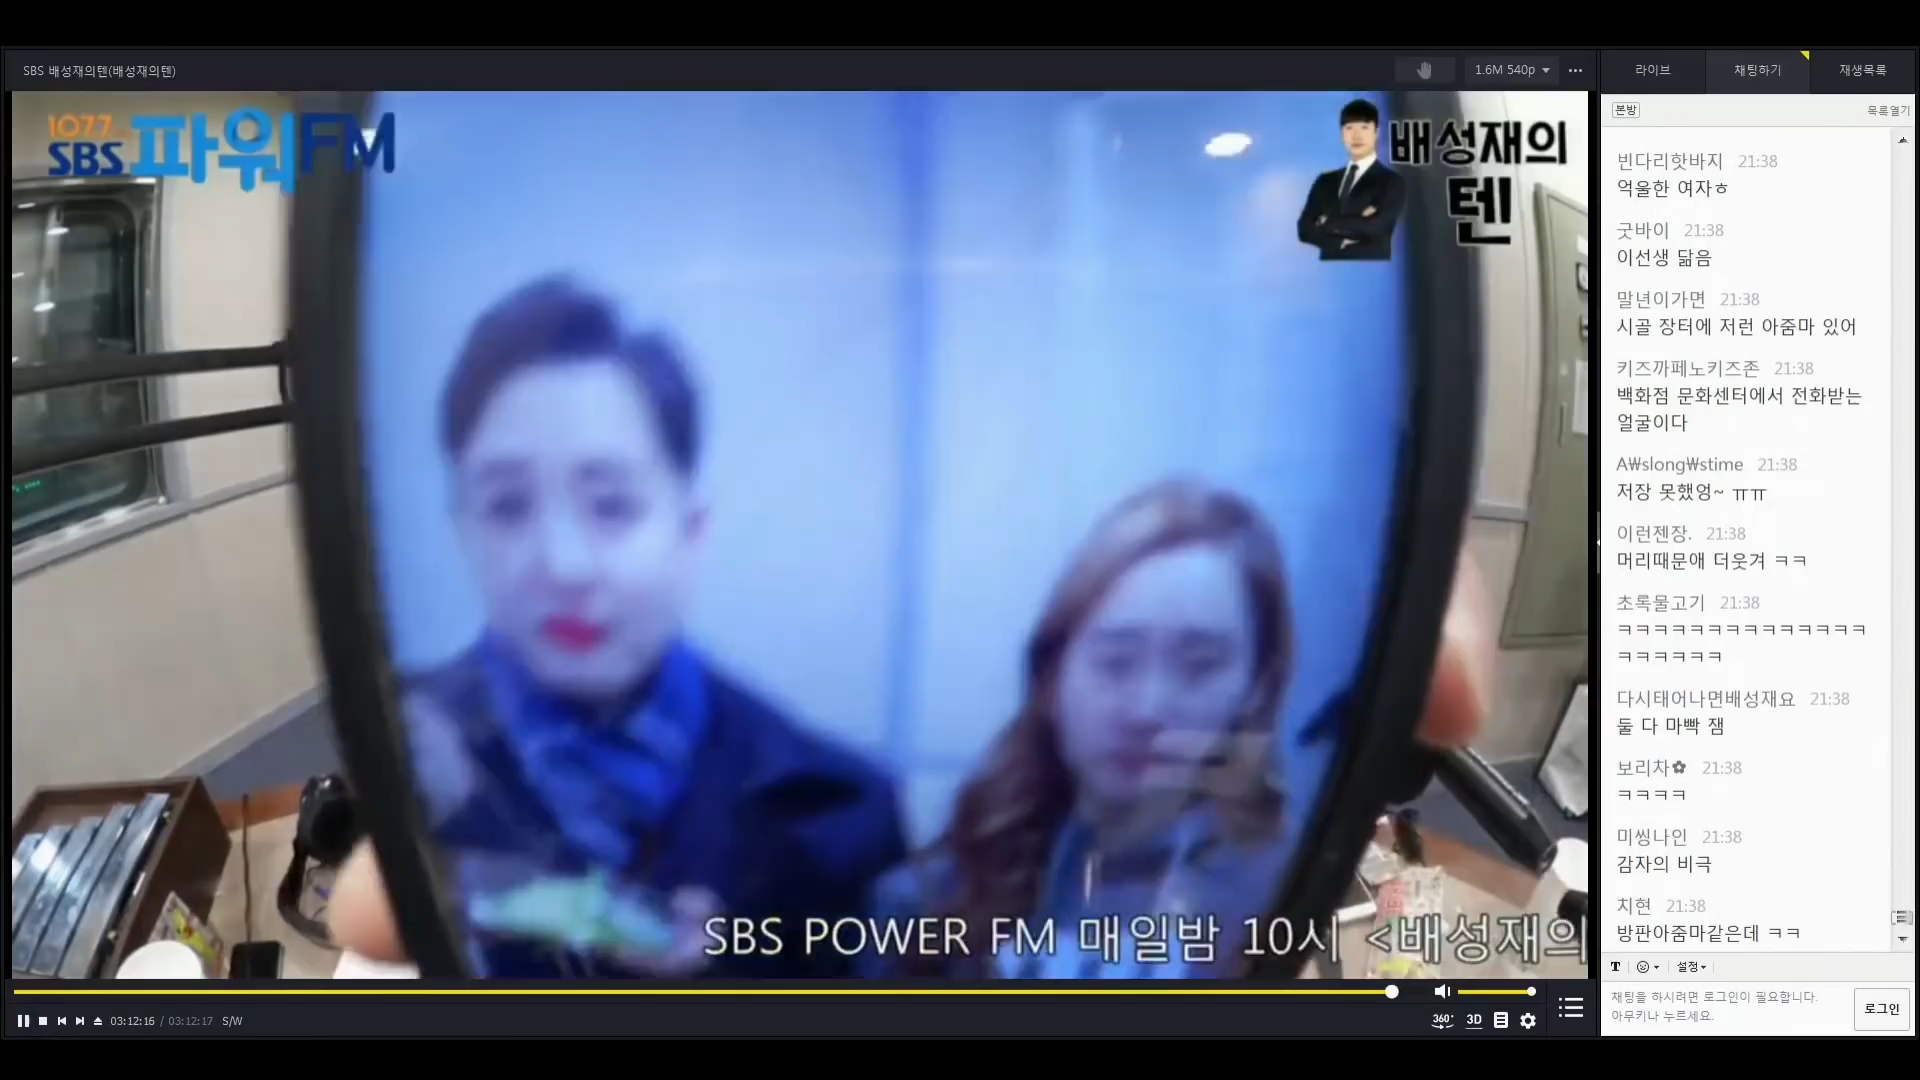 SBS 배성재의텐(배성재의텐)
1.6M 540p
라이브
채팅하기
재생목록
1077
SBS 파워FM
배성재의
텐
본방
목록열기
빈다리핫바지 21:38
억울한 여자ㅎ
굿바이 21:38
이선생 닮음
말년이가면 21:38
시골 장터에 저런 아줌마 있어
키즈까페노키즈존 21:38
백화점 문화센터에서 전화받는
얼굴이다
A₩slong₩stime 21:38
저장 못했엉~ ㅠㅠ
이런젠장. 21:38
머리때문애 더웃겨 ㅋㅋ
초록물고기 21:38
ㅋㅋㅋㅋㅋㅋㅋㅋㅋㅋㅋㅋㅋㅋ
ㅋㅋㅋㅋㅋㅋ
다시태어나면배성재요 21:38
둘 다 마빡 잼
보리차✿ 21:38
ㅋㅋㅋㅋ
미씽나인 21:38
감자의 비극
치현 21:38
방판아줌마같은데 ㅋㅋ
SBS POWER FM 매일밤 10시 <배성재의
T
설정
채팅을 하시려면 로그인이 필요합니다.
아무키나 누르세요.
로그인
03:12:16 / 03:12:17 S/W
360°
3D